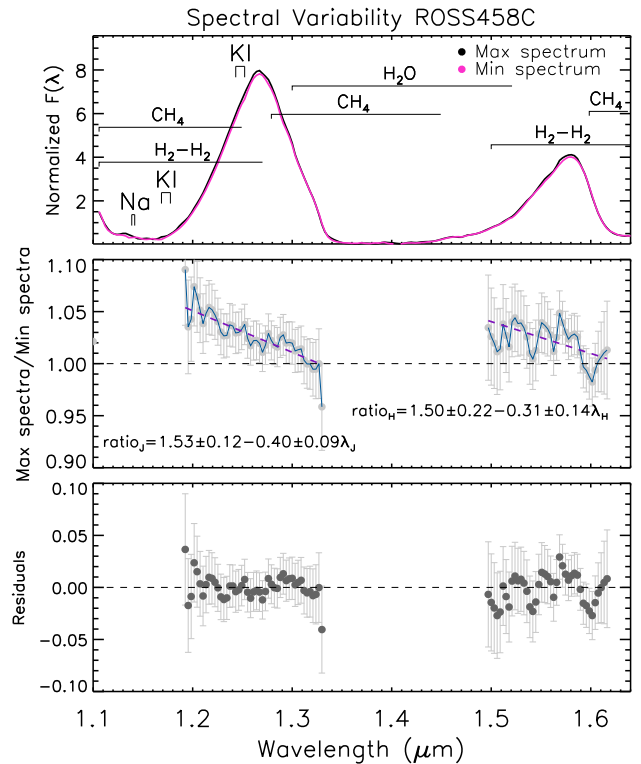 Spectral Variability ROSS458C
Normalized F(λ)
8
6
4
2
KI
Max spectrum
Min spectrum
H₂O
CH₄
CH₄
CH₄
H₂−H₂
H₂−H₂
KI
Na
Max spectra/Min spectra
1.10
1.05
1.00
0.95
0.90
ratio_H=1.50±0.22−0.31±0.14λ_H
ratio_J=1.53±0.12−0.40±0.09λ_J
Residuals
0.10
0.05
0.00
−0.05
−0.10
1.1 1.2 1.3 1.4 1.5 1.6
Wavelength (μm)